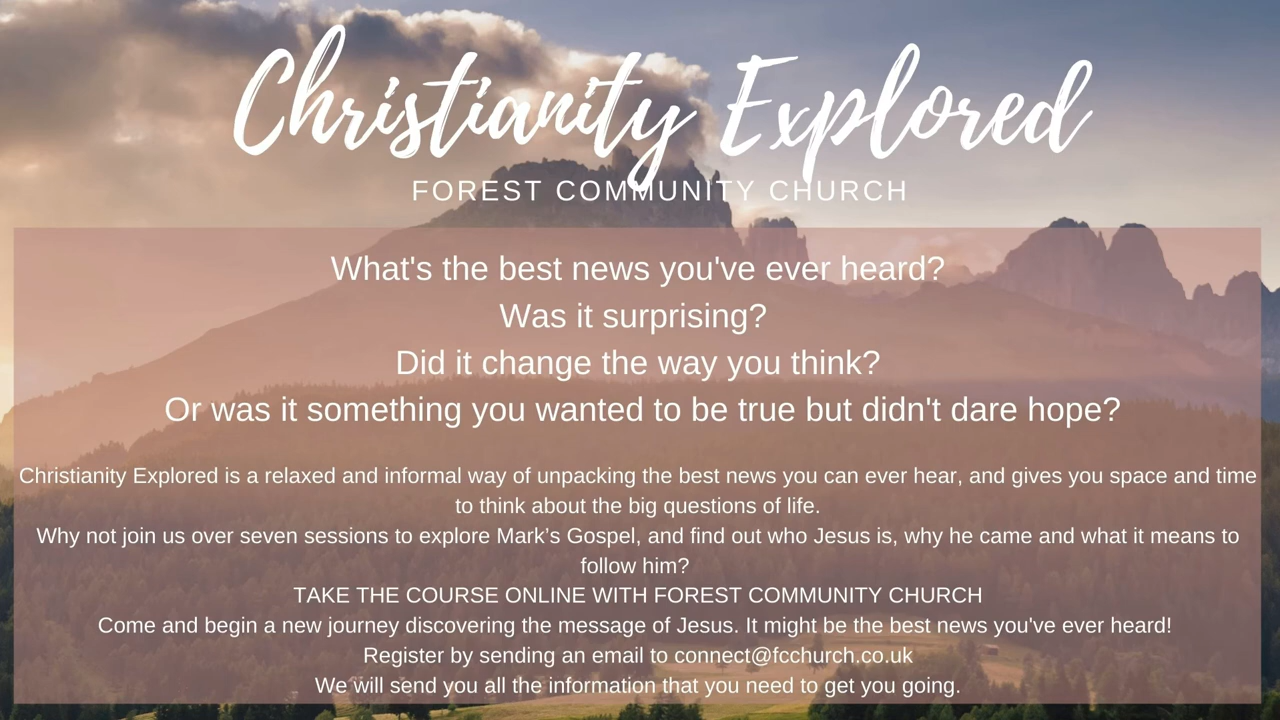 Christianity Explored
FOREST COMMUNITY CHURCH
What's the best news you've ever heard?
Was it surprising?
Did it change the way you think?
Or was it something you wanted to be true but didn't dare hope?
Christianity Explored is a relaxed and informal way of unpacking the best news you can ever hear, and gives you space and time
to think about the big questions of life.
Why not join us over seven sessions to explore Mark’s Gospel, and find out who Jesus is, why he came and what it means to
follow him?
TAKE THE COURSE ONLINE WITH FOREST COMMUNITY CHURCH
Come and begin a new journey discovering the message of Jesus. It might be the best news you've ever heard!
Register by sending an email to connect@fcchurch.co.uk
We will send you all the information that you need to get you going.